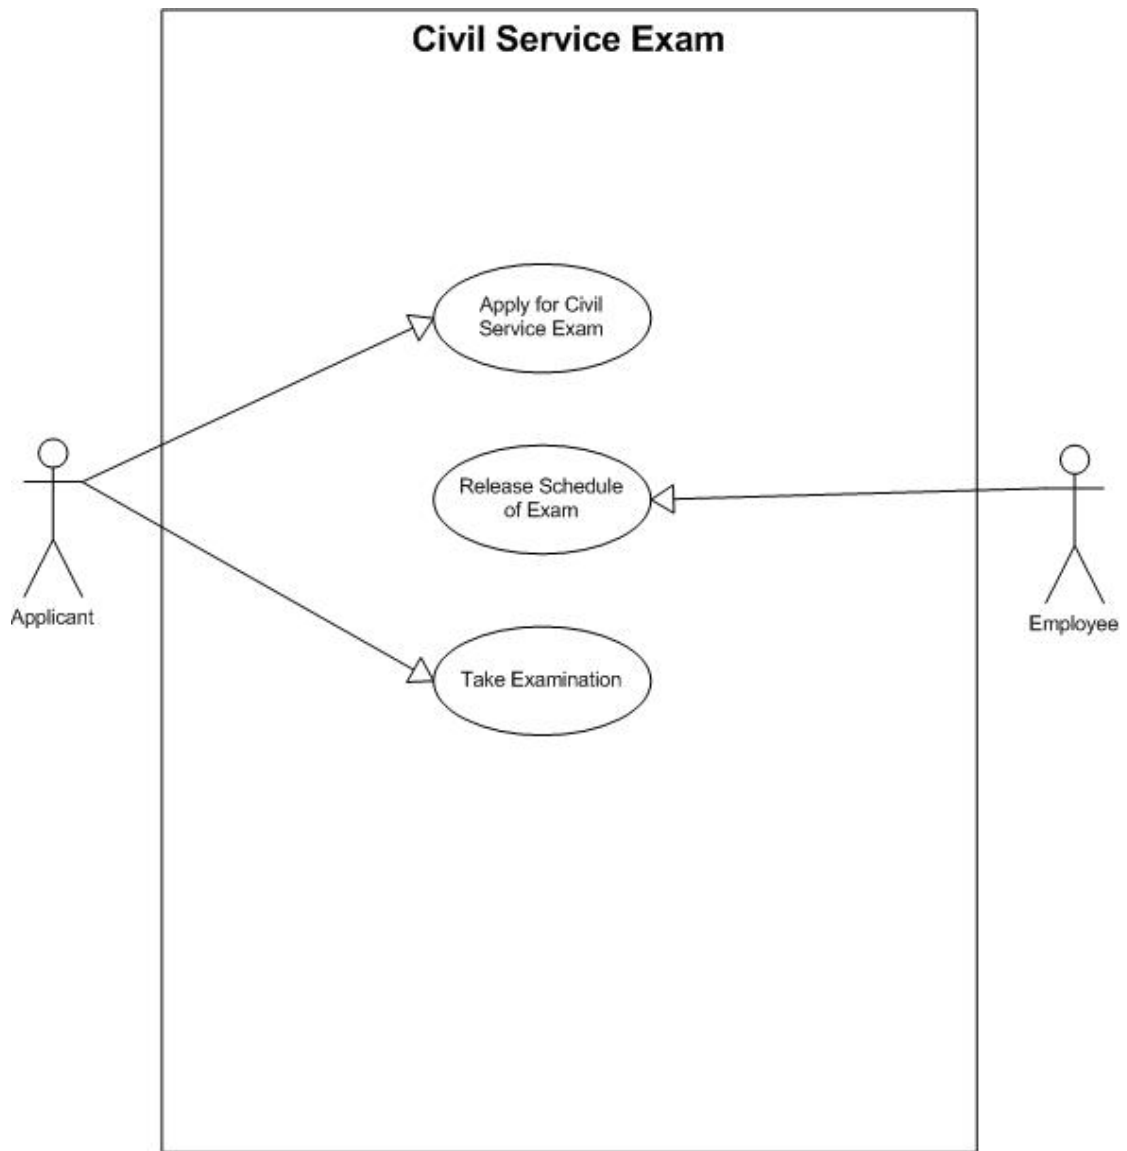 Civil Service Exam
Apply for Civil
Service Exam
Release Schedule
of Exam
Applicant
Employee
Take Examination